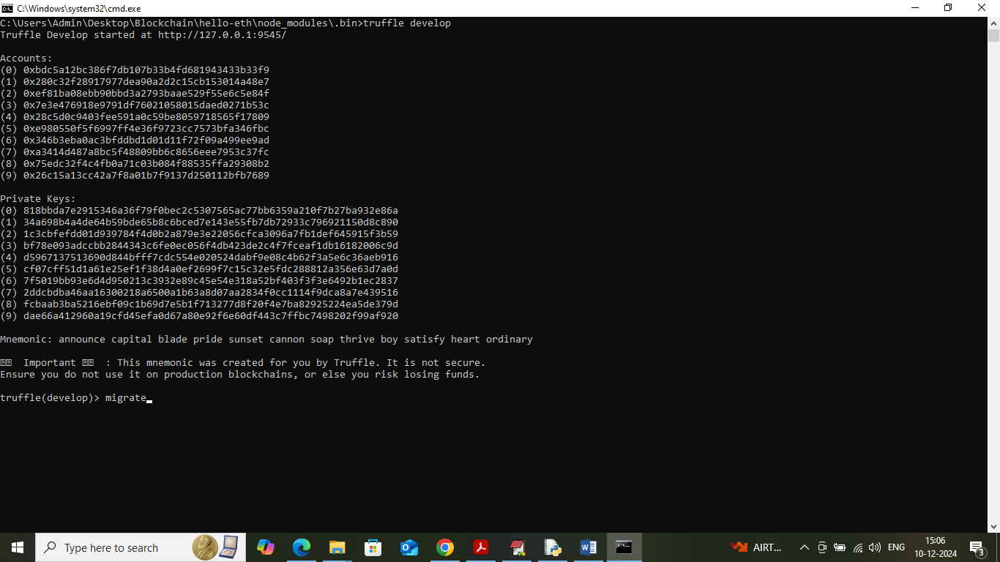 C:\Windows\system32\cmd.exe
C:\Users\Admin\Desktop\Blockchain\hello-eth\node_modules\.bin>truffle develop
Truffle Develop started at http://127.0.0.1:9545/
Accounts:
(0) 0xbdc5a12bc386f7db107b33b4fd681943433b33f9
(1) 0x280c32f28917977dea90a2d2c15cb153014a48e7
(2) 0xef81ba08ebb90bbd3a2793baae529f55e6c5e84f
(3) 0x7e3e476918e9791df76021058015daed0271b53c
(4) 0x28c5d0c9403fee591a0c59be8059718565f17809
(5) 0xe980550f5f6997ff4e36f9723cc7573bfa346fbc
(6) 0x346b3eba0ac3bfddbd1d01d11f72f09a499ee9ad
(7) 0xa3414d487a8bc5f48809bb6c8656eee7953c37fc
(8) 0x75edc32f4c4fb0a71c03b084f88535ffa29308b2
(9) 0x26c15a13cc42a7f8a01b7f9137d250112bfb7689
Private Keys:
(0) 818bbda7e2915346a36f79f0bec2c5307565ac77bb6359a210f7b27ba932e86a
(1) 34a698b4a4de64b59bde65b8c6bced7e143e55fb7db72933c796921150d8c890
(2) 1c3cbfefdd01d939784f4d0b2a879e3e22056cfca3096a7fb1def645915f3b59
(3) bf78e093adccbb2844343c6fe0ec056f4db423de2c4f7fceaf1db16182006c9d
(4) d5967137513690d844bfff7cdc554e020524dabf9e08c4b62f3a5e6c36aeb916
(5) cf07cff51d1a61e25ef1f38d4a0ef2699f7c15c32e5fdc288812a356e63d7a0d
(6) 7f5019bb93e6d4d950213c3932e89c45e54e318a52bf403f3f3e6492b1ec2837
(7) 2ddcbdba46aa16300218a6500a1b63a8d07aa2834f0cc1114f9dca8a7e439516
(8) fcbaab3ba5216ebf09c1b69d7e5b1f713277d8f20f4e7ba82925224ea5de379d
(9) dae66a412960a19cfd45efa0d67a80e92f6e60df443c7ffbc7498202f99af920
Mnemonic: announce capital blade pride sunset cannon soap thrive boy satisfy heart ordinary
Important : This mnemonic was created for you by Truffle. It is not secure.
Ensure you do not use it on production blockchains, or else you risk losing funds.
truffle(develop)> migrate
Type here to search
AIRT...
ENG
15:06
10-12-2024
3